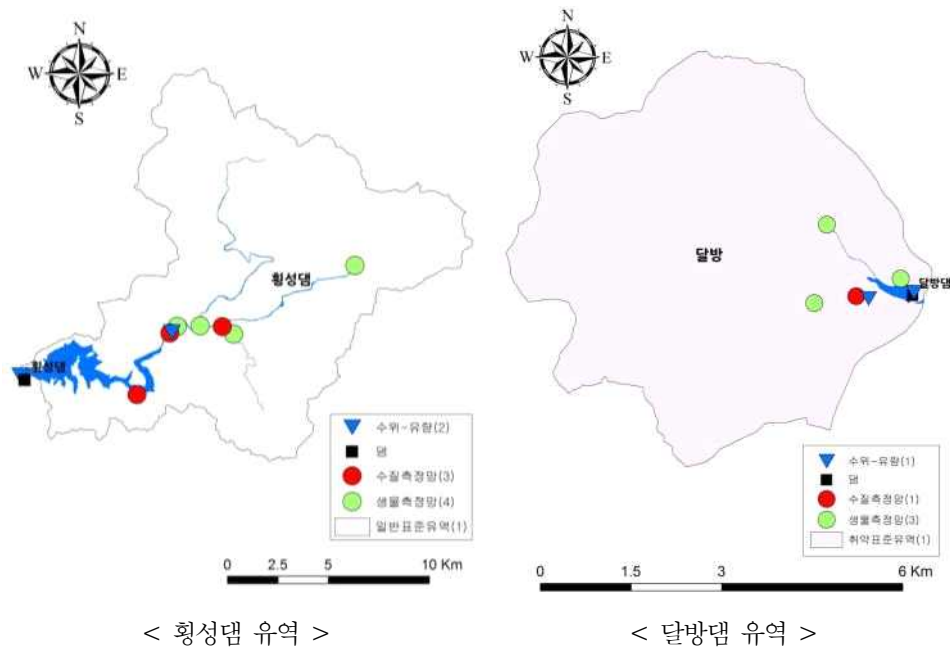 N
W E
S
횡성댐
횡성댐
수위-유량(2)
댐
수질측정망(3)
생물측정망(4)
일반표준유역(1)
0 2.5 5 10 Km
< 횡성댐 유역 >
N
W E
S
달방
달방댐
수위-유량(1)
댐
수질측정망(1)
생물측정망(3)
취약표준유역(1)
0 1.5 3 6 Km
< 달방댐 유역 >